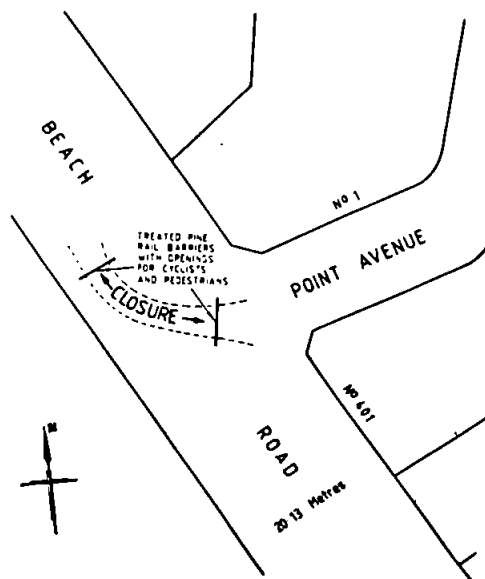 BEACH
Nº 1
TREATED PINE
RAIL BARRIERS
WITH OPENINGS
FOR CYCLISTS
AND PEDESTRIANS
POINT AVENUE
CLOSURE
Nº 601
ROAD
N
20·13 Metres